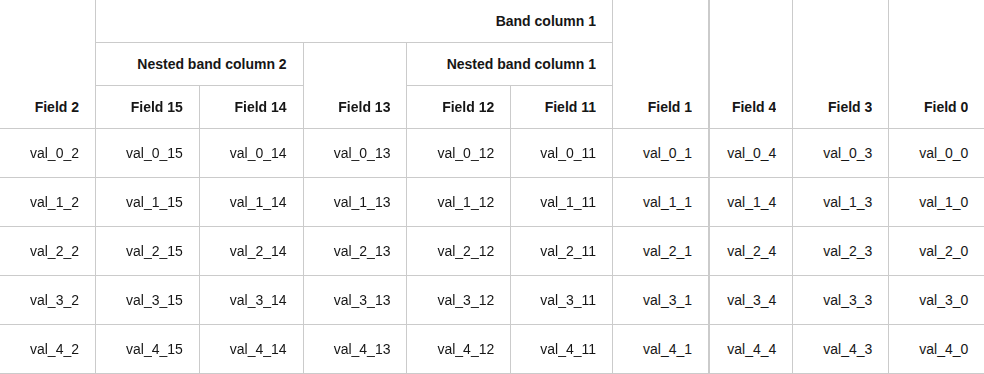 Band column 1
Nested band column 2 Nested band column 1
Field 2 Field 15 Field 14 Field 13 Field 12 Field 11 Field 1 Field 4 Field 3 Field 0
val_0_2 val_0_15 val_0_14 val_0_13 val_0_12 val_0_11 val_0_1 val_0_4 val_0_3 val_0_0
val_1_2 val_1_15 val_1_14 val_1_13 val_1_12 val_1_11 val_1_1 val_1_4 val_1_3 val_1_0
val_2_2 val_2_15 val_2_14 val_2_13 val_2_12 val_2_11 val_2_1 val_2_4 val_2_3 val_2_0
val_3_2 val_3_15 val_3_14 val_3_13 val_3_12 val_3_11 val_3_1 val_3_4 val_3_3 val_3_0
val_4_2 val_4_15 val_4_14 val_4_13 val_4_12 val_4_11 val_4_1 val_4_4 val_4_3 val_4_0